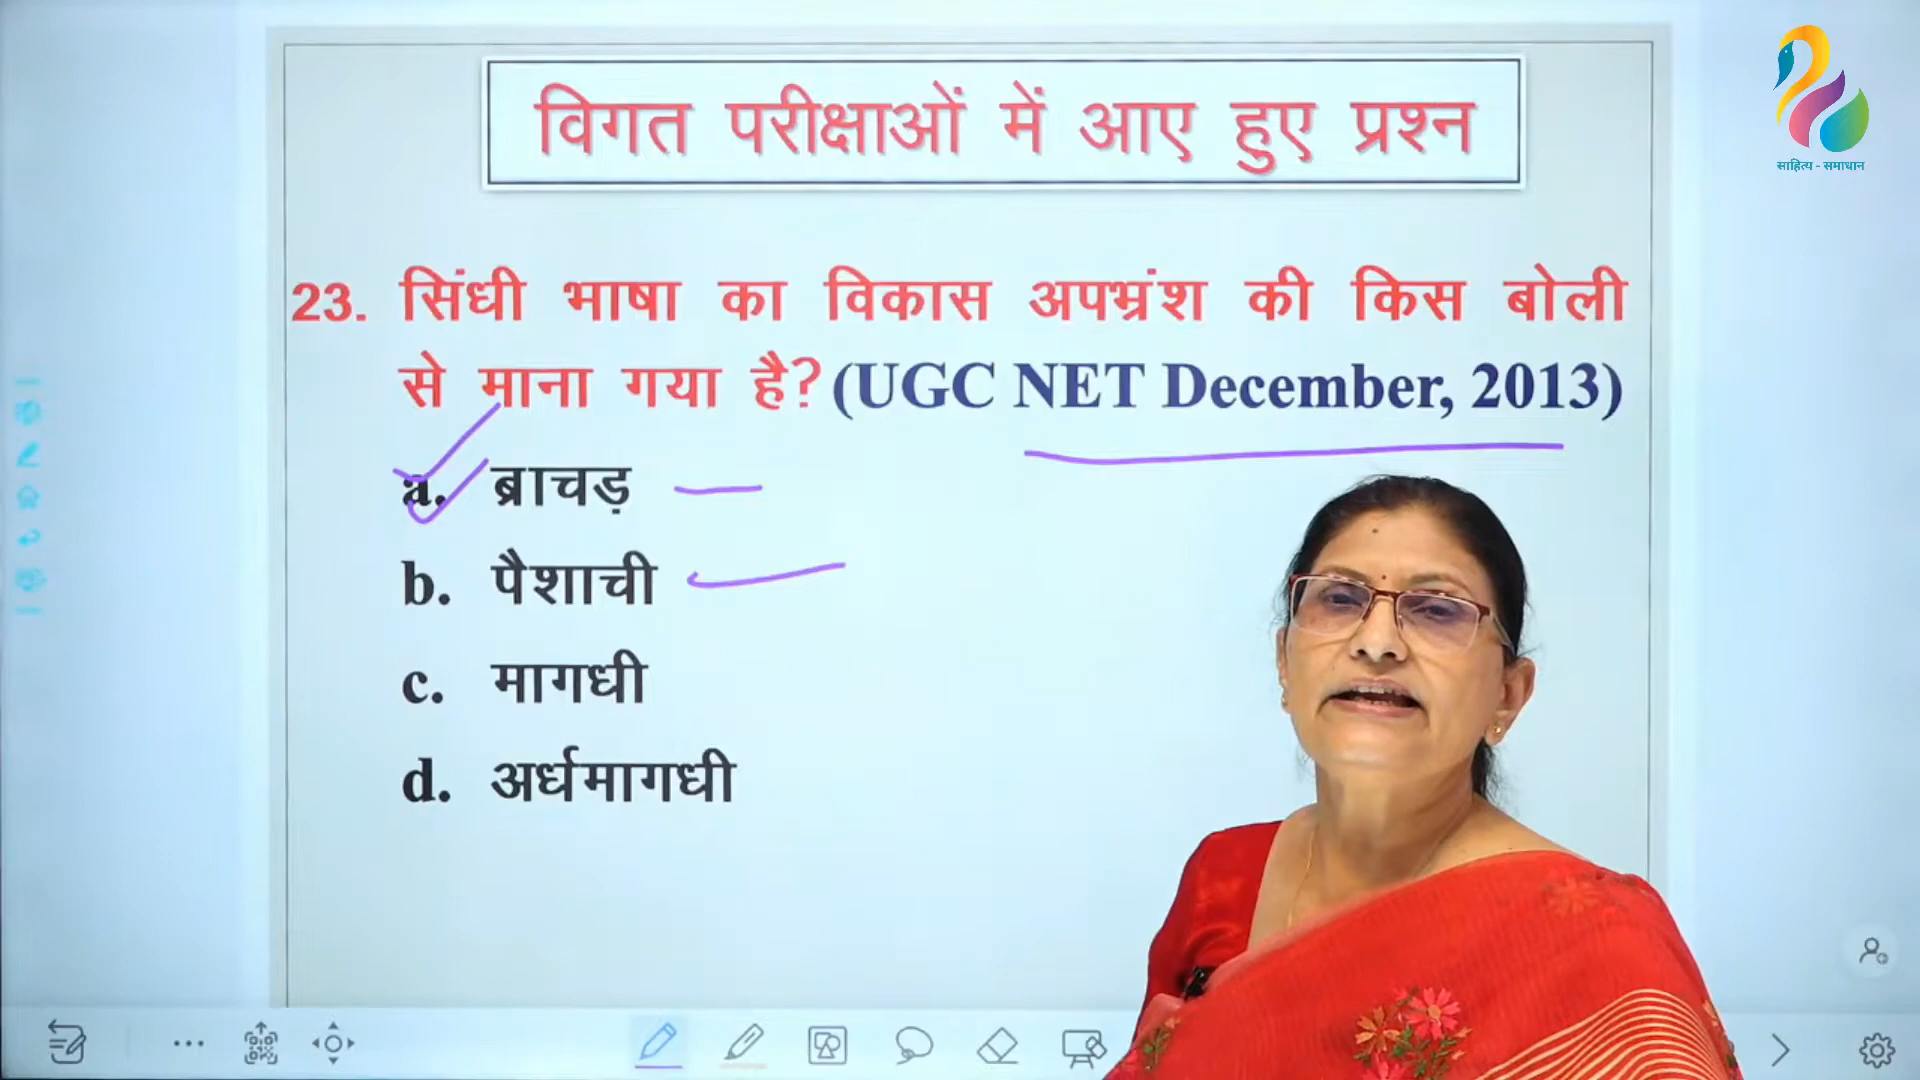 विगत परीक्षाओं में आए हुए प्रश्न
साहित्य - समाधान
23. सिंधी भाषा का विकास अपभ्रंश की किस बोली
से माना गया है? (UGC NET December, 2013)
a. ब्राचड़
b. पैशाची
c. मागधी
d. अर्धमागधी